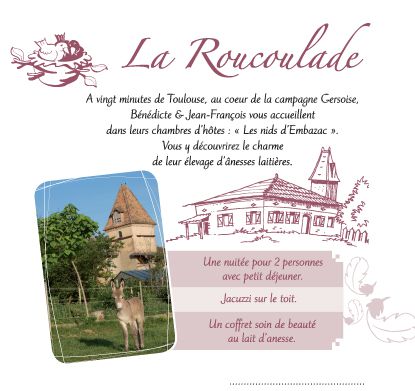 La Roucoulade
A vingt minutes de Toulouse, au coeur de la campagne Gersoise,
Bénédicte & Jean-François vous accueillent
dans leurs chambres d'hôtes : « Les nids d'Embazac ».
Vous y découvrirez le charme
de leur élevage d'ânesses laitières.
Une nuitée pour 2 personnes
avec petit déjeuner.
Jacuzzi sur le toit.
Un coffret soin de beauté
au lait d'anesse.